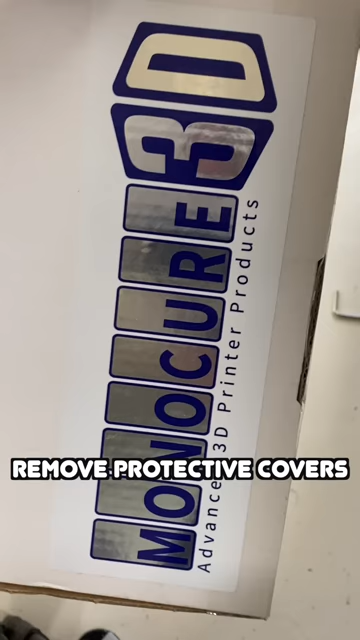 MONOCURE 3D
Advanced 3D Printer Products
REMOVE PROTECTIVE COVERS